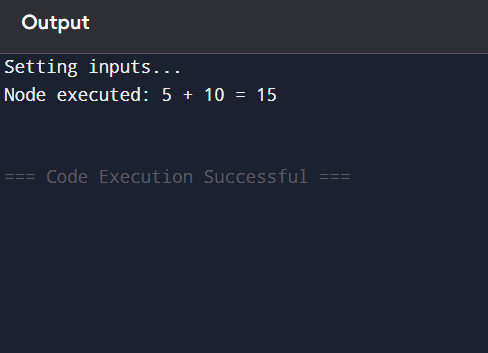 Output
Setting inputs...
Node executed: 5 + 10 = 15
=== Code Execution Successful ===